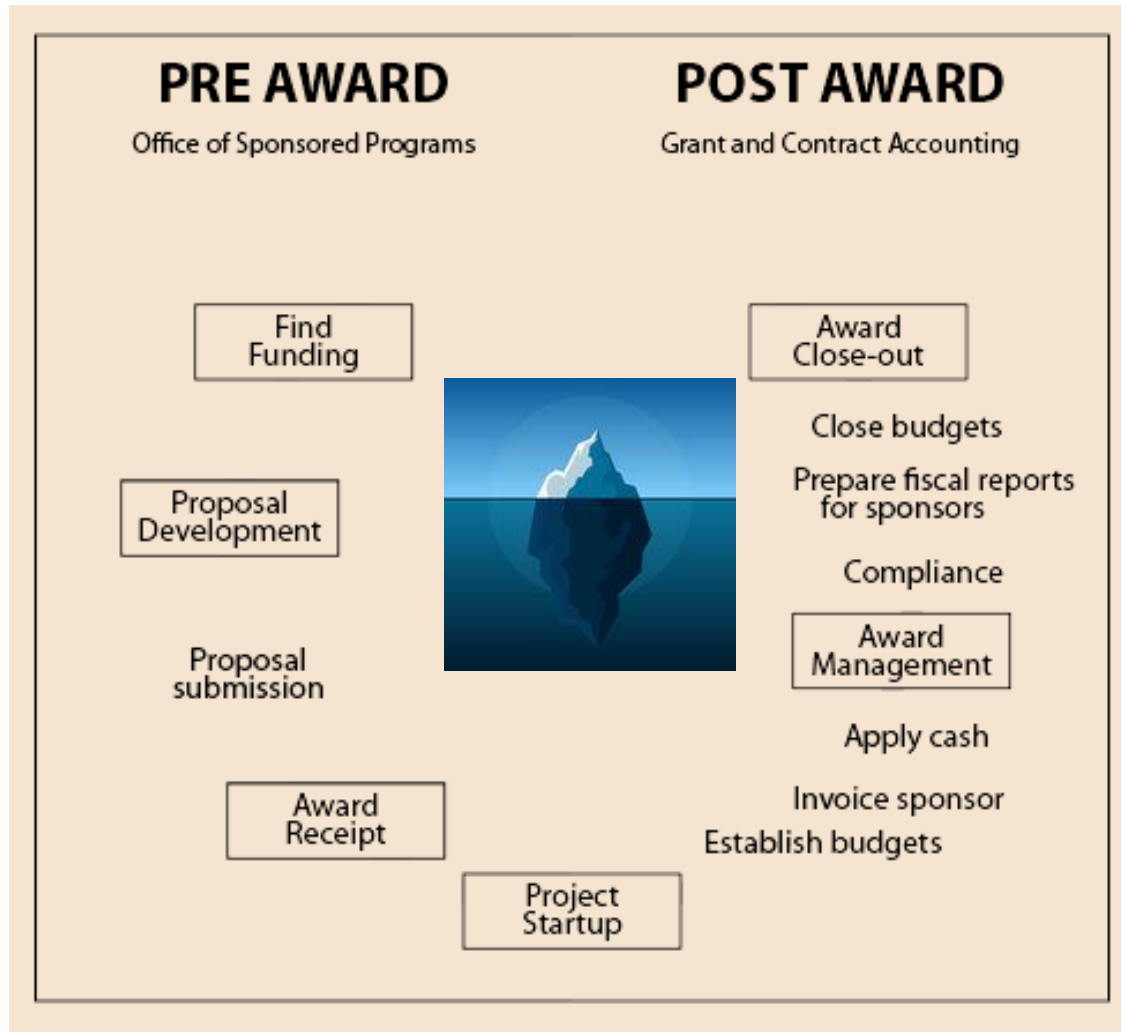 PRE AWARD
Office of Sponsored Programs
POST AWARD
Grant and Contract Accounting
Find
Funding
Proposal
Development
Proposal
submission
Award
Receipt
Project
Startup
Award
Close-out
Close budgets
Prepare fiscal reports
for sponsors
Compliance
Award
Management
Apply cash
Invoice sponsor
Establish budgets